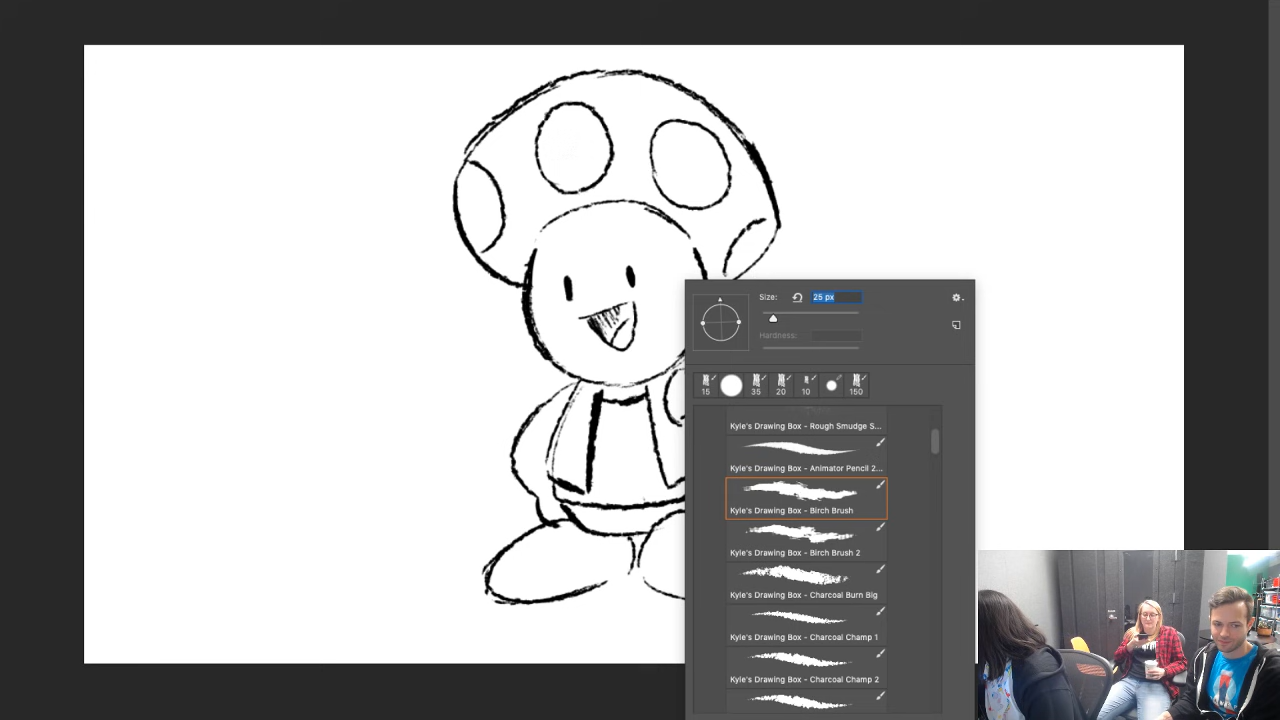 Size:
25 px
Hardness:
15
35
20
10
150
Kyle's Drawing Box - Rough Smudge S...
Kyle's Drawing Box - Animator Pencil 2...
Kyle's Drawing Box - Birch Brush
Kyle's Drawing Box - Birch Brush 2
Kyle's Drawing Box - Charcoal Burn Big
Kyle's Drawing Box - Charcoal Champ 1
Kyle's Drawing Box - Charcoal Champ 2